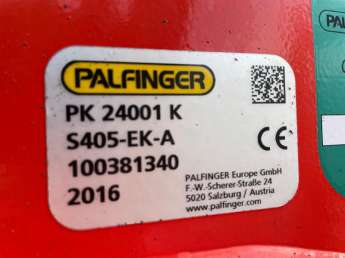 PALFINGER
PK 24001 K
S405-EK-A
100381340
2016
CE
PALFINGER Europe GmbH
F.-W.-Scherer-Straße 24
5020 Salzburg / Austria
www.palfinger.com